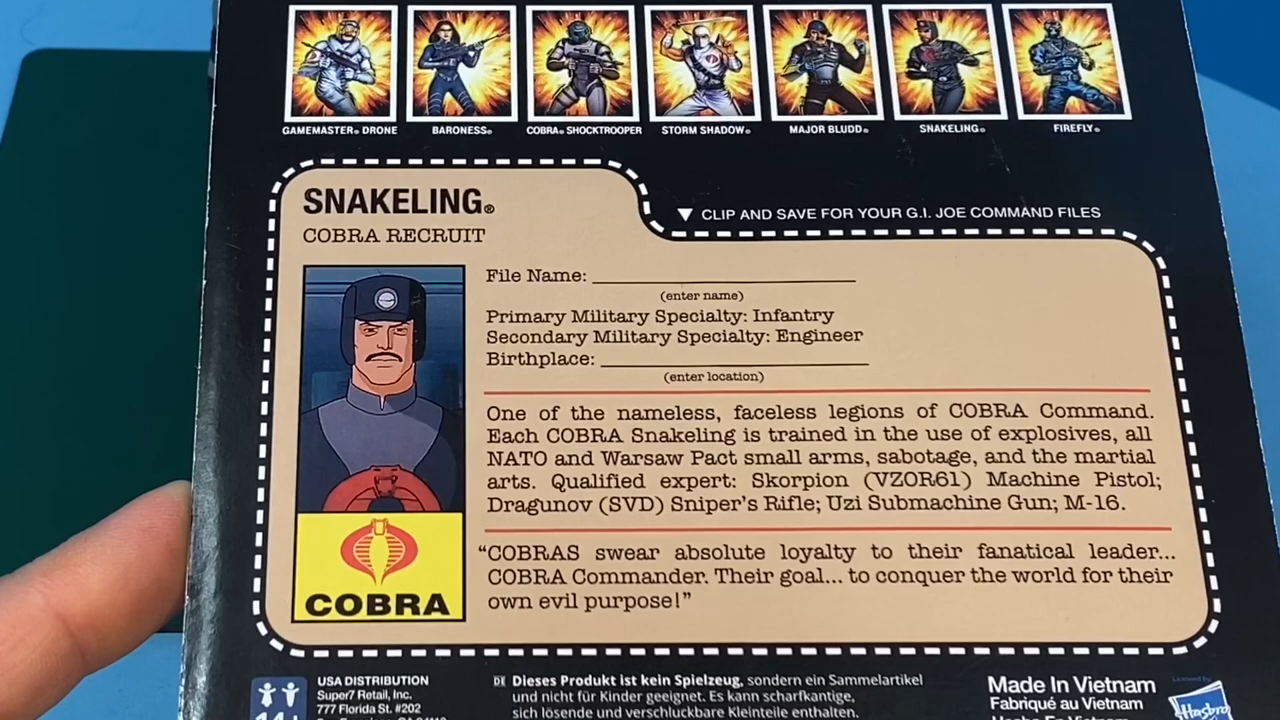 GAMEMASTER® DRONE
BARONESS®
COBRA® SHOCKTROOPER
STORM SHADOW®
MAJOR BLUDD®
SNAKELING®
FIREFLY®
SNAKELING®
COBRA RECRUIT
▼ CLIP AND SAVE FOR YOUR G.I. JOE COMMAND FILES
File Name: ____________________
(enter name)
Primary Military Specialty: Infantry
Secondary Military Specialty: Engineer
Birthplace: ____________________
(enter location)
One of the nameless, faceless legions of COBRA Command.
Each COBRA Snakeling is trained in the use of explosives, all
NATO and Warsaw Pact small arms, sabotage, and the martial
arts. Qualified expert: Skorpion (VZOR61) Machine Pistol;
Dragunov (SVD) Sniper's Rifle; Uzi Submachine Gun; M-16.
“COBRAS swear absolute loyalty to their fanatical leader...
COBRA Commander. Their goal... to conquer the world for their
own evil purpose!”
COBRA
USA DISTRIBUTION
Super7 Retail, Inc.
777 Florida St. #202
14+
Dieses Produkt ist kein Spielzeug, sondern ein Sammelartikel
und nicht für Kinder geeignet. Es kann scharfkantige,
sich lösende und verschluckbare Kleinteile enthalten.
Made In Vietnam
Fabriqué au Vietnam
Hecho En Vietnam
Licensed by:
Hasbro